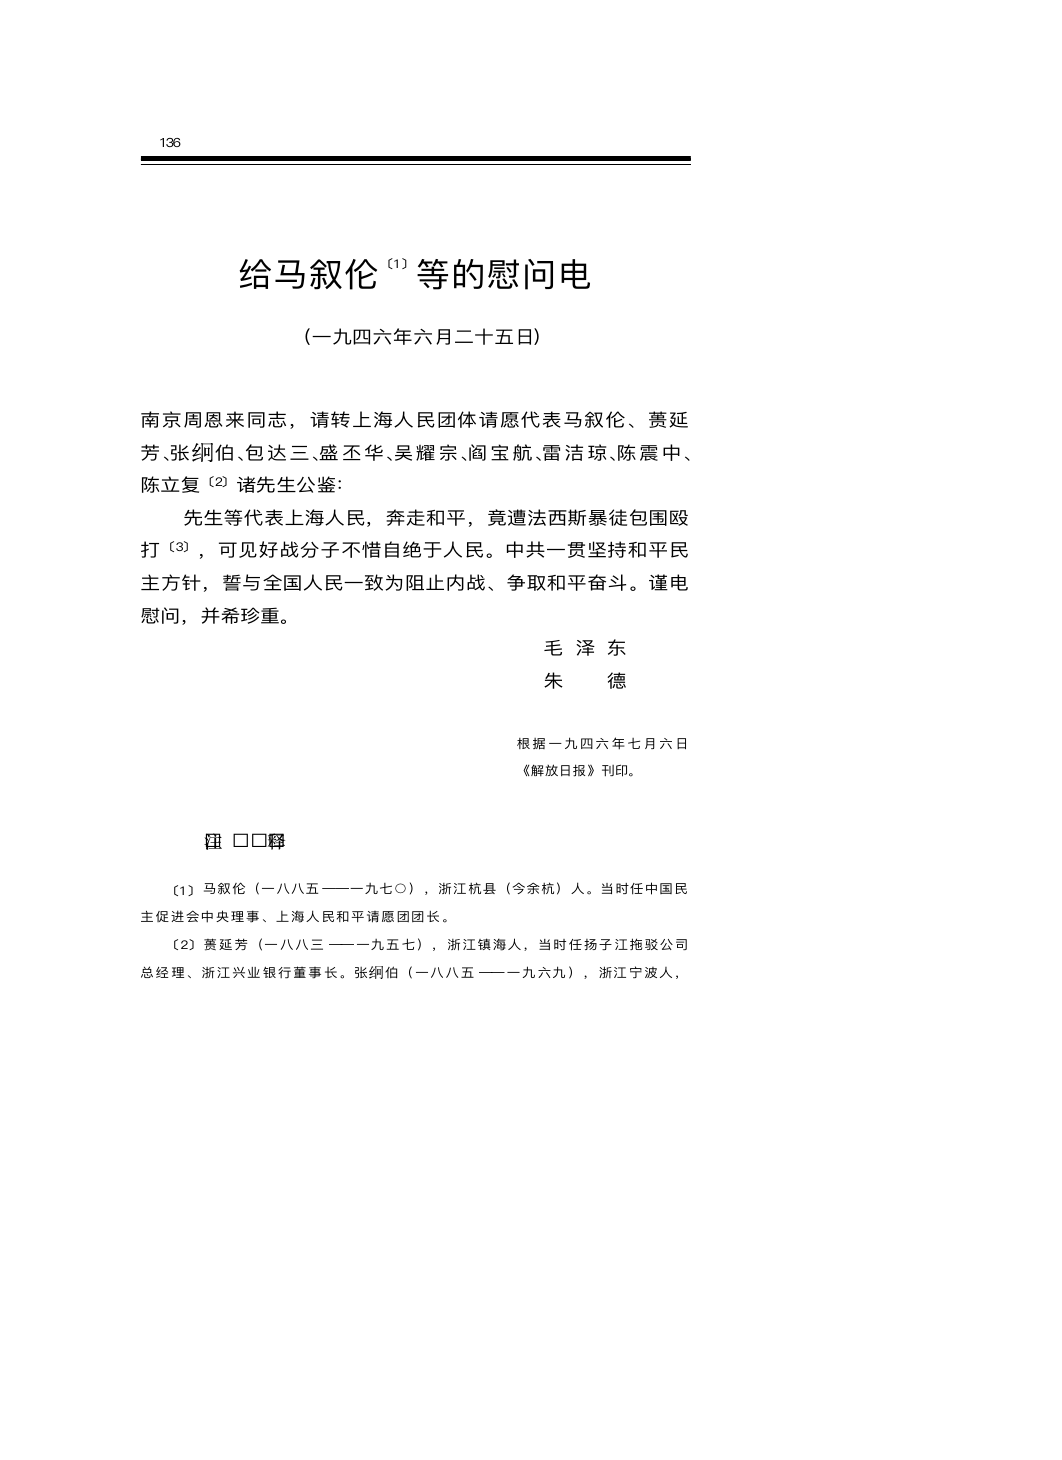 136
给马叙伦〔1〕等的慰问电
(一九四六年六月二十五日)
南京周恩来同志，请转上海人民团体请愿代表马叙伦、蒉延
芳、张䌹伯、包达三、盛丕华、吴耀宗、阎宝航、雷洁琼、陈震中、
陈立复〔2〕诸先生公鉴：
先生等代表上海人民，奔走和平，竟遭法西斯暴徒包围殴
打〔3〕，可见好战分子不惜自绝于人民。中共一贯坚持和平民
主方针，誓与全国人民一致为阻止内战、争取和平奋斗。谨电
慰问，并希珍重。
毛泽东
朱　德
根据一九四六年七月六日
《解放日报》刊印。
注 □□释
〔1〕马叙伦（一八八五——一九七○），浙江杭县（今余杭）人。当时任中国民
主促进会中央理事、上海人民和平请愿团团长。
〔2〕蒉延芳（一八八三——一九五七），浙江镇海人，当时任扬子江拖驳公司
总经理、浙江兴业银行董事长。张䌹伯（一八八五——一九六九），浙江宁波人，